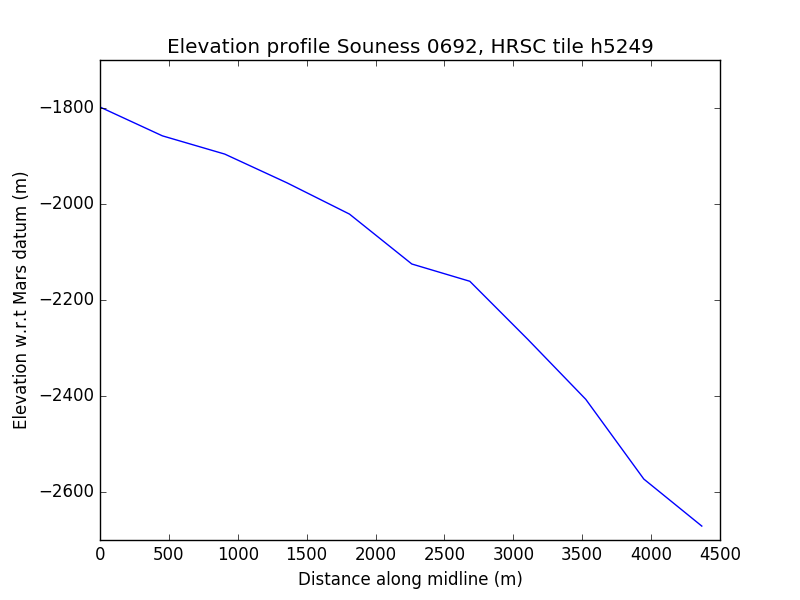 Elevation profile Souness 0692, HRSC tile h5249
Elevation w.r.t Mars datum (m)
−1800
−2000
−2200
−2400
−2600
0 500 1000 1500 2000 2500 3000 3500 4000 4500
Distance along midline (m)